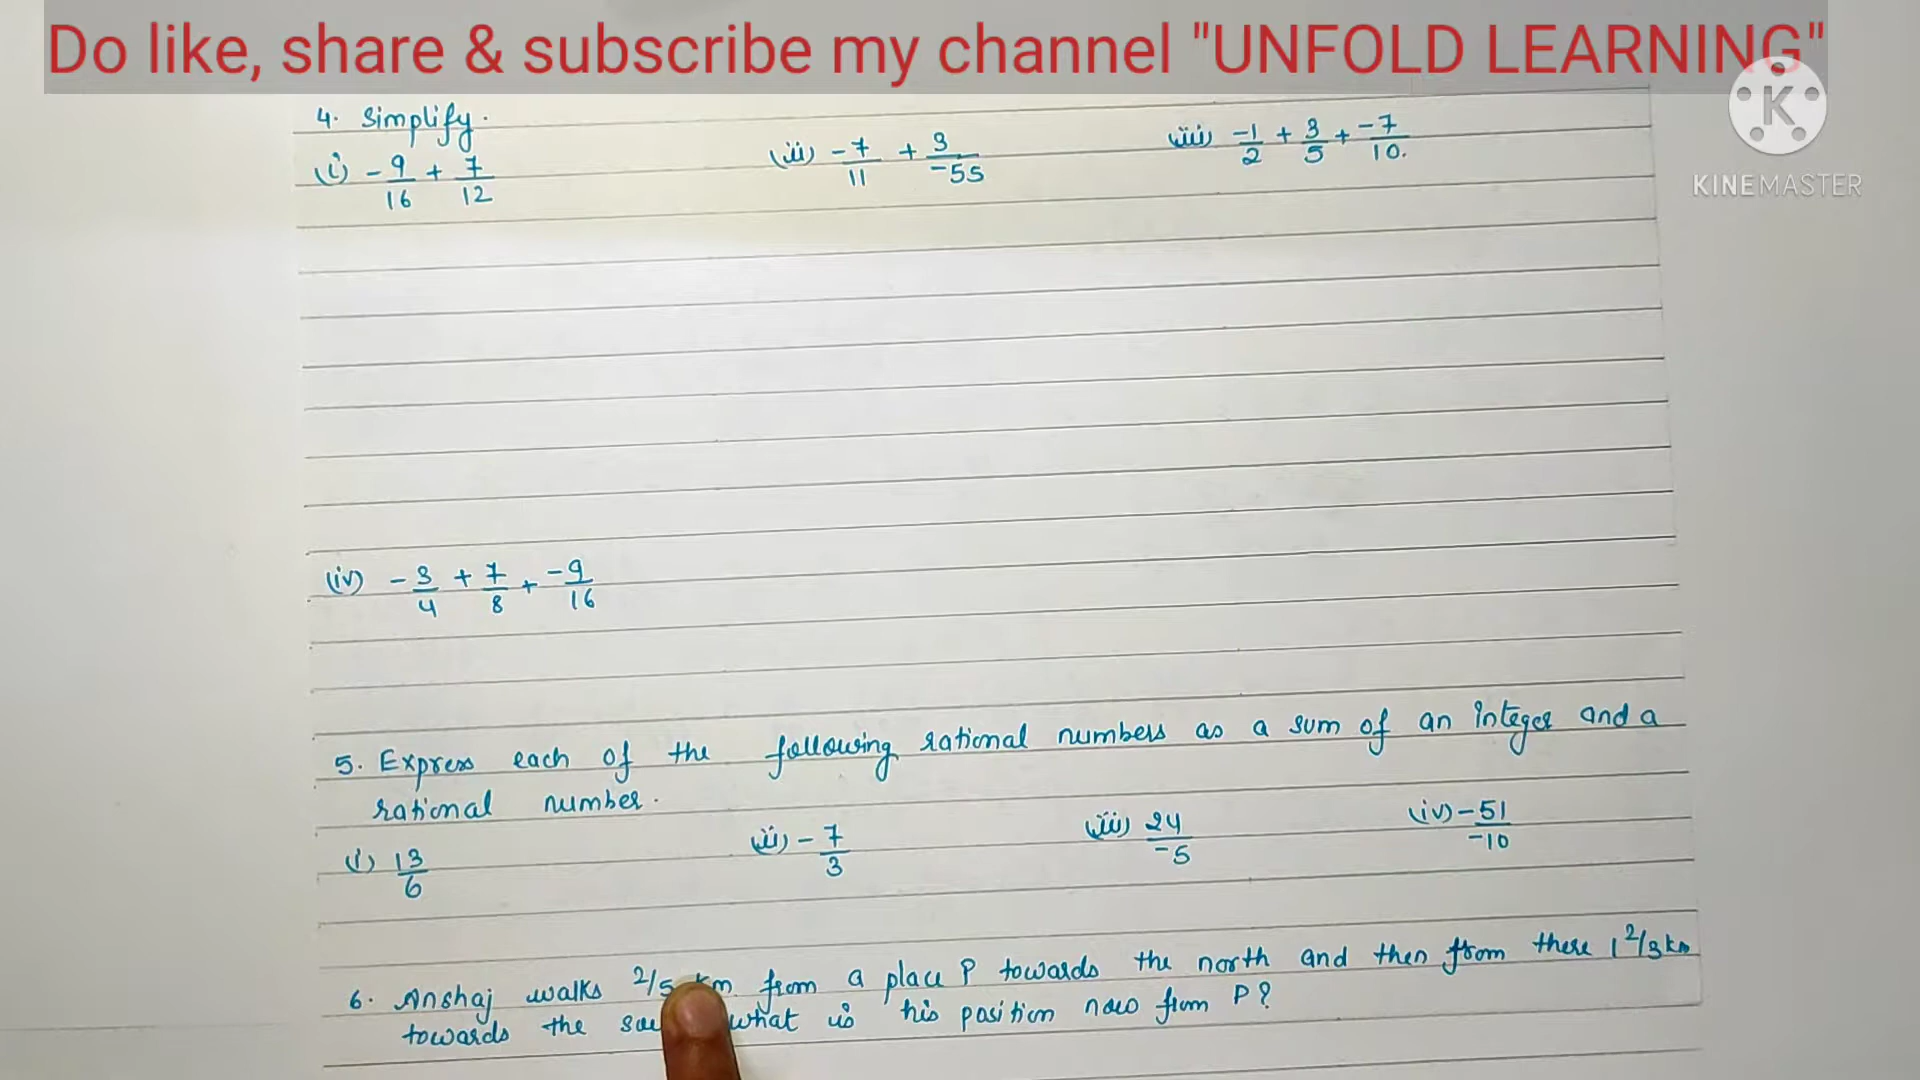 Do like, share & subscribe my channel "UNFOLD LEARNING"
K
KINEMASTER
4. Simplify.
(i) -9/16 + 7/12 (ii) -7/11 + 3/-55 (iii) -1/2 + 3/5 + -7/10.
(iv) -3/4 + 7/8 + -9/16
5. Express each of the following rational numbers as a sum of an integer and a
rational number.
(i) 13/6 (ii) -7/3 (iii) 24/-5 (iv) -51/-10
6. Anshaj walks 2/5 km from a place P towards the north and then from there 1 2/3 km
towards the what is his position now from P?